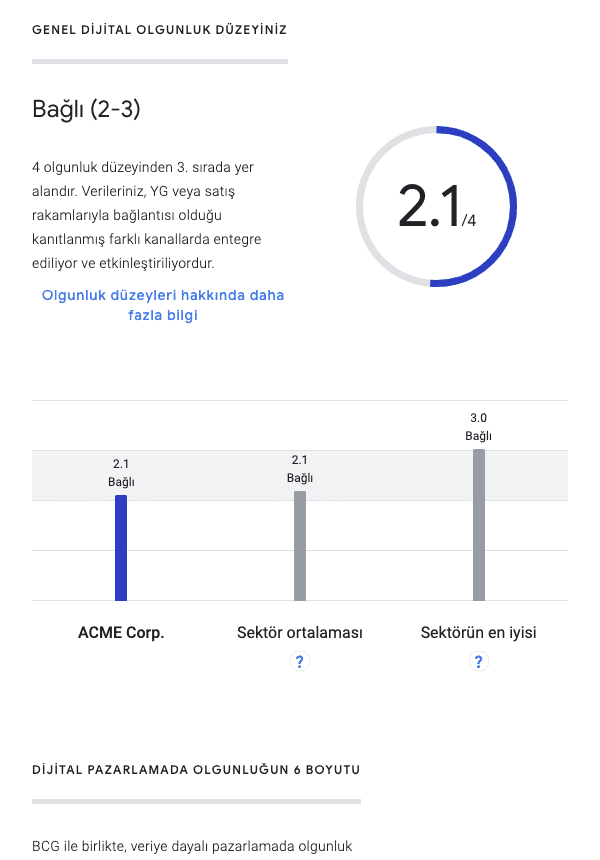 GENEL DİJİTAL OLGUNLUK DÜZEYİNİZ
Bağlı (2-3)
4 olgunluk düzeyinden 3. sırada yer
alandır. Verileriniz, YG veya satış
rakamlarıyla bağlantısı olduğu
kanıtlanmış farklı kanallarda entegre
ediliyor ve etkinleştiriliyordur.
Olgunluk düzeyleri hakkında daha
fazla bilgi
2.1/4
2.1
Bağlı
2.1
Bağlı
3.0
Bağlı
ACME Corp.
Sektör ortalaması
?
Sektörün en iyisi
?
DİJİTAL PAZARLAMADA OLGUNLUĞUN 6 BOYUTU
BCG ile birlikte, veriye dayalı pazarlamada olgunluk